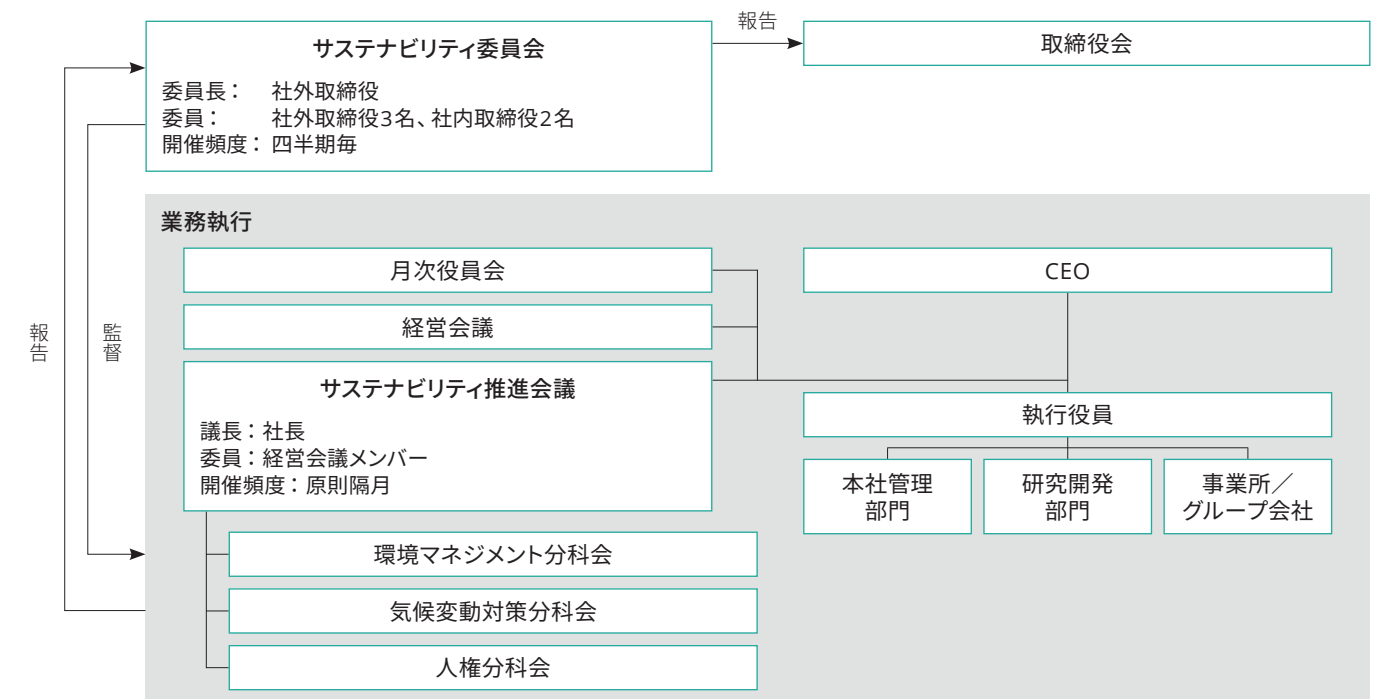 サステナビリティ委員会
委員長： 社外取締役
委員： 社外取締役3名、社内取締役2名
開催頻度： 四半期毎
報告
取締役会
報告
監督
業務執行
月次役員会
経営会議
サステナビリティ推進会議
議長：社長
委員：経営会議メンバー
開催頻度：原則隔月
環境マネジメント分科会
気候変動対策分科会
人権分科会
CEO
執行役員
本社管理
部門
研究開発
部門
事業所／
グループ会社